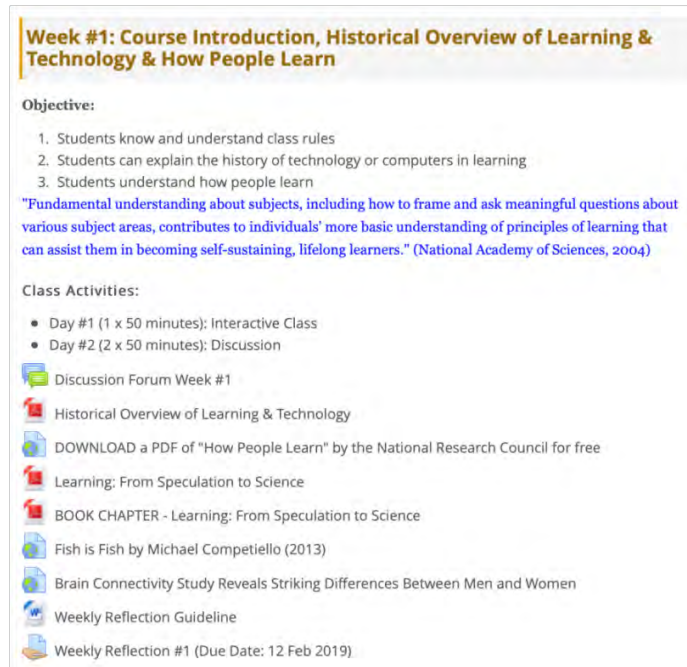 Week #1: Course Introduction, Historical Overview of Learning &
Technology & How People Learn
Objective:
1. Students know and understand class rules
2. Students can explain the history of technology or computers in learning
3. Students understand how people learn
"Fundamental understanding about subjects, including how to frame and ask meaningful questions about
various subject areas, contributes to individuals' more basic understanding of principles of learning that
can assist them in becoming self-sustaining, lifelong learners." (National Academy of Sciences, 2004)
Class Activities:
• Day #1 (1 x 50 minutes): Interactive Class
• Day #2 (2 x 50 minutes): Discussion
Discussion Forum Week #1
Historical Overview of Learning & Technology
DOWNLOAD a PDF of "How People Learn" by the National Research Council for free
Learning: From Speculation to Science
BOOK CHAPTER - Learning: From Speculation to Science
Fish is Fish by Michael Competiello (2013)
Brain Connectivity Study Reveals Striking Differences Between Men and Women
Weekly Reflection Guideline
Weekly Reflection #1 (Due Date: 12 Feb 2019)